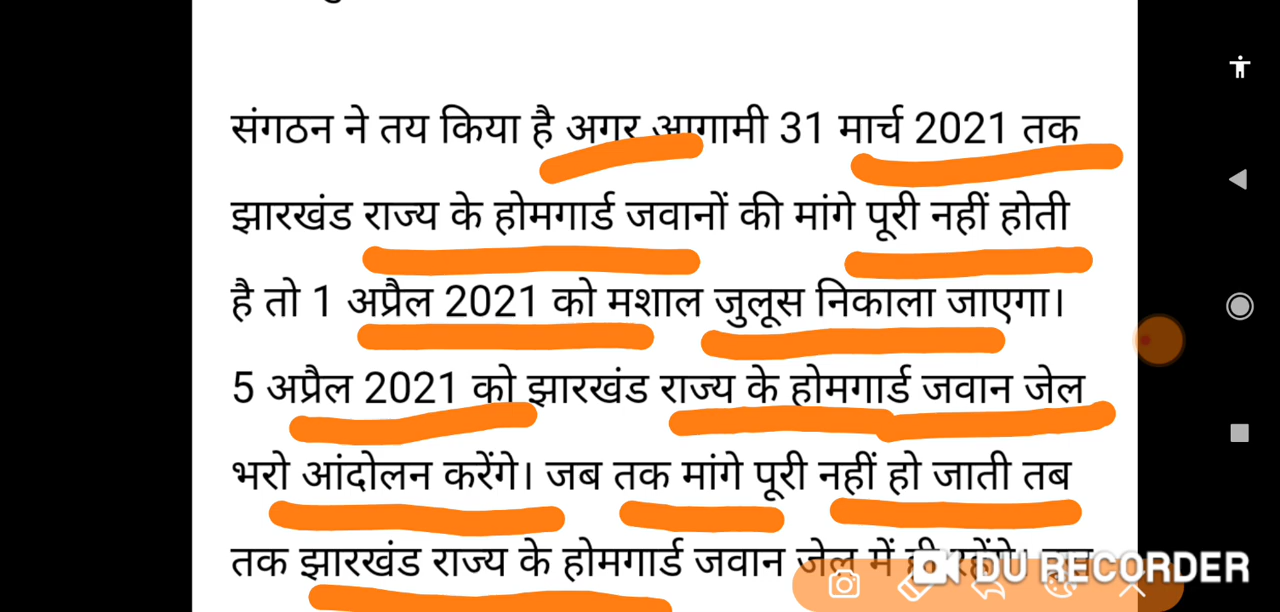 संगठन ने तय किया है अगर आगामी 31 मार्च 2021 तक
झारखंड राज्य के होमगार्ड जवानों की मांगे पूरी नहीं होती
है तो 1 अप्रैल 2021 को मशाल जुलूस निकाला जाएगा।
5 अप्रैल 2021 को झारखंड राज्य के होमगार्ड जवान जेल
भरो आंदोलन करेंगे। जब तक मांगे पूरी नहीं हो जाती तब
तक झारखंड राज्य के होमगार्ड जवान जेल में ही रहेंगे।
DU RECORDER